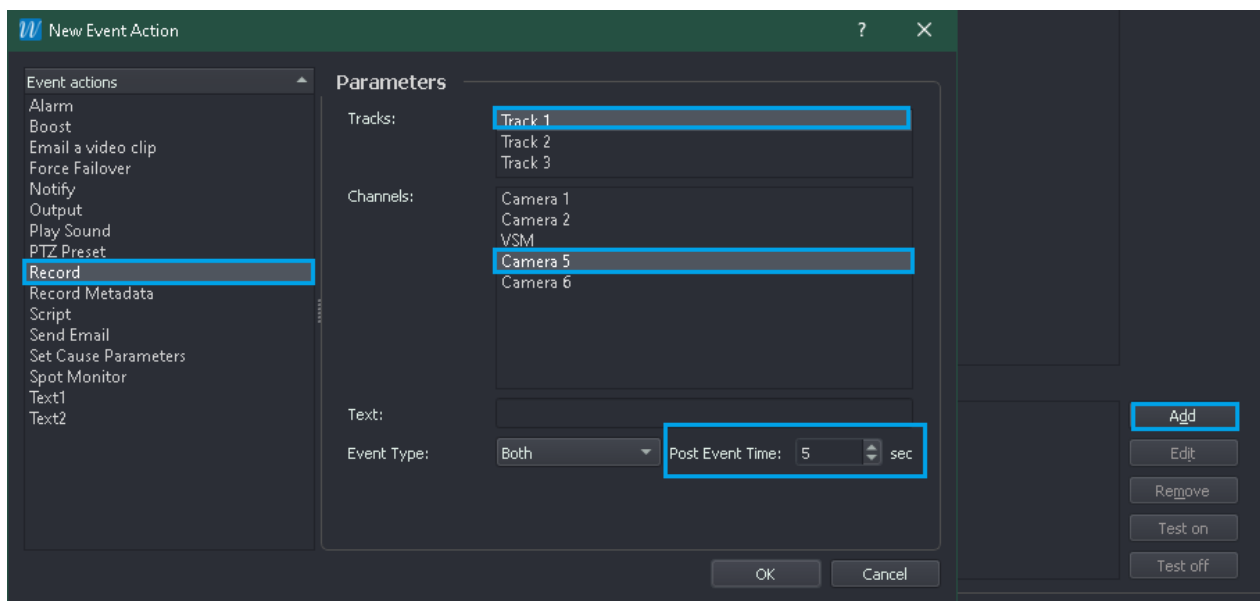 New Event Action
?
Event actions
Alarm
Boost
Email a video clip
Force Failover
Notify
Output
Play Sound
PTZ Preset
Record
Record Metadata
Script
Send Email
Set Cause Parameters
Spot Monitor
Text1
Text2
Parameters
Tracks:
Track 1
Track 2
Track 3
Channels:
Camera 1
Camera 2
VSM
Camera 5
Camera 6
Text:
Event Type: Both Post Event Time: 5 sec
OK Cancel
Add
Edit
Remove
Test on
Test off